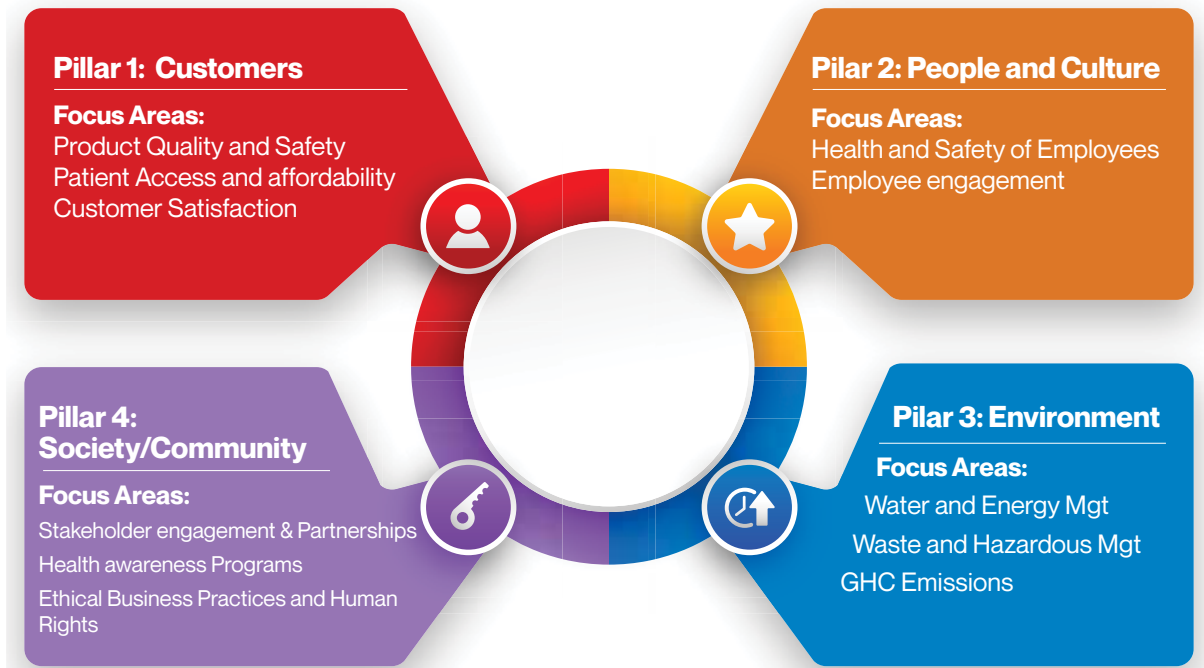 Pillar 1: Customers
Focus Areas:
Product Quality and Safety
Patient Access and affordability
Customer Satisfaction
Pilar 2: People and Culture
Focus Areas:
Health and Safety of Employees
Employee engagement
Pillar 4:
Society/Community
Focus Areas:
Stakeholder engagement & Partnerships
Health awareness Programs
Ethical Business Practices and Human
Rights
Pilar 3: Environment
Focus Areas:
Water and Energy Mgt
Waste and Hazardous Mgt
GHC Emissions